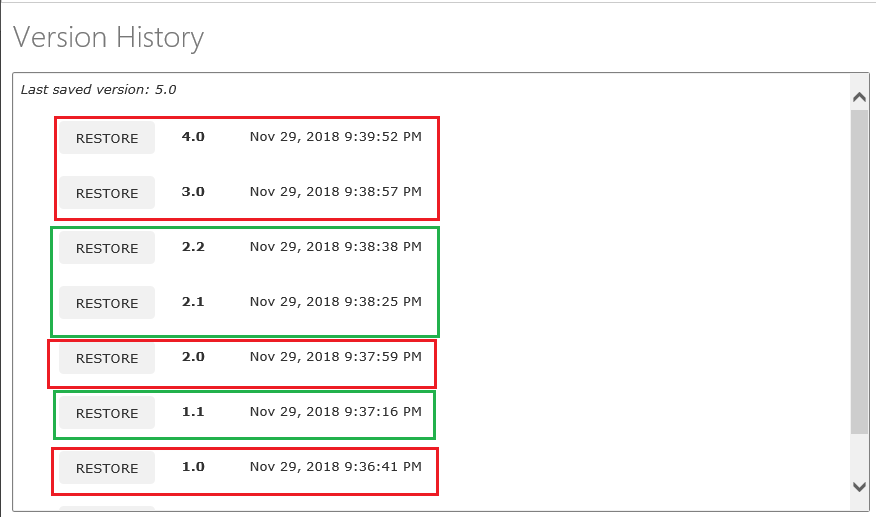 Version History
Last saved version: 5.0
RESTORE 4.0 Nov 29, 2018 9:39:52 PM
RESTORE 3.0 Nov 29, 2018 9:38:57 PM
RESTORE 2.2 Nov 29, 2018 9:38:38 PM
RESTORE 2.1 Nov 29, 2018 9:38:25 PM
RESTORE 2.0 Nov 29, 2018 9:37:59 PM
RESTORE 1.1 Nov 29, 2018 9:37:16 PM
RESTORE 1.0 Nov 29, 2018 9:36:41 PM